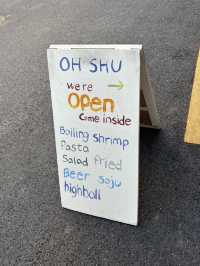 OH SHU
we're
Open
Come inside
Boiling shrimp
Pasta
Salad fried
Beer soju
highball